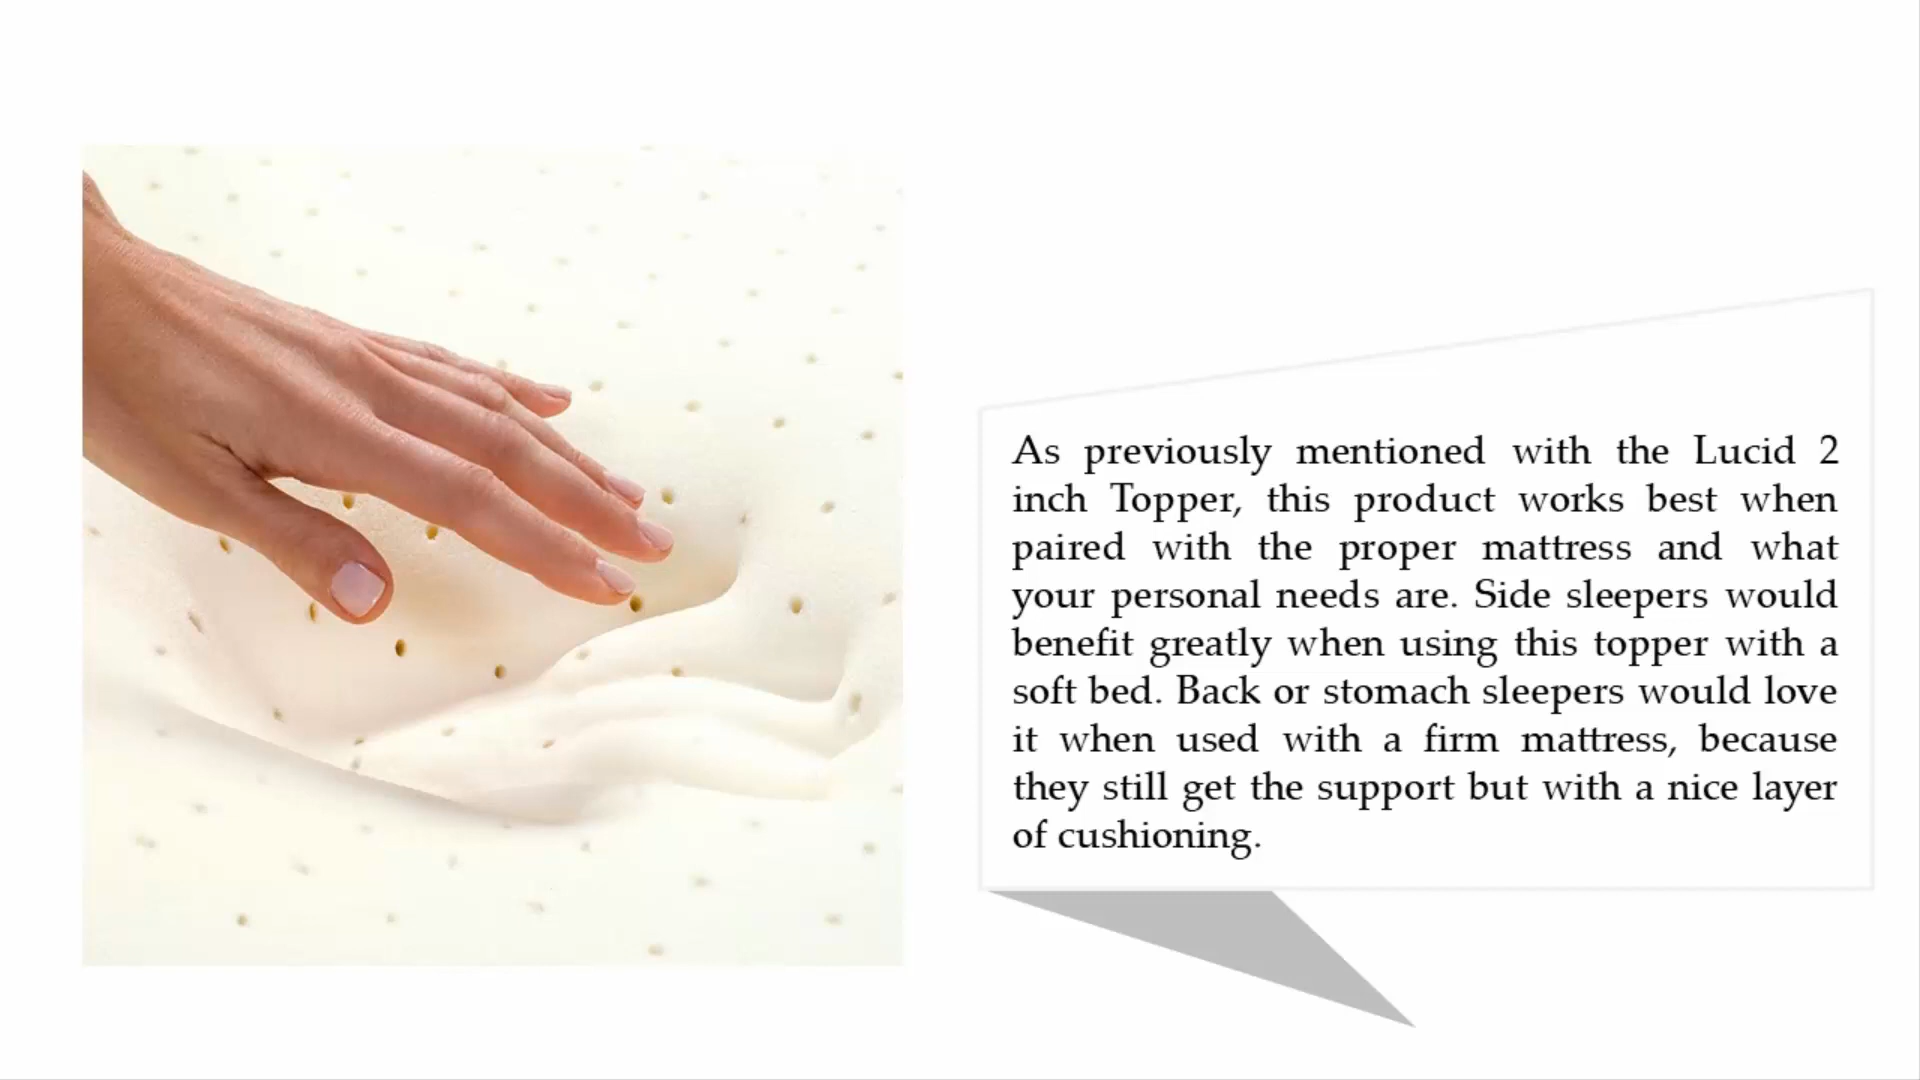 As previously mentioned with the Lucid 2
inch Topper, this product works best when
paired with the proper mattress and what
your personal needs are. Side sleepers would
benefit greatly when using this topper with a
soft bed. Back or stomach sleepers would love
it when used with a firm mattress, because
they still get the support but with a nice layer
of cushioning.